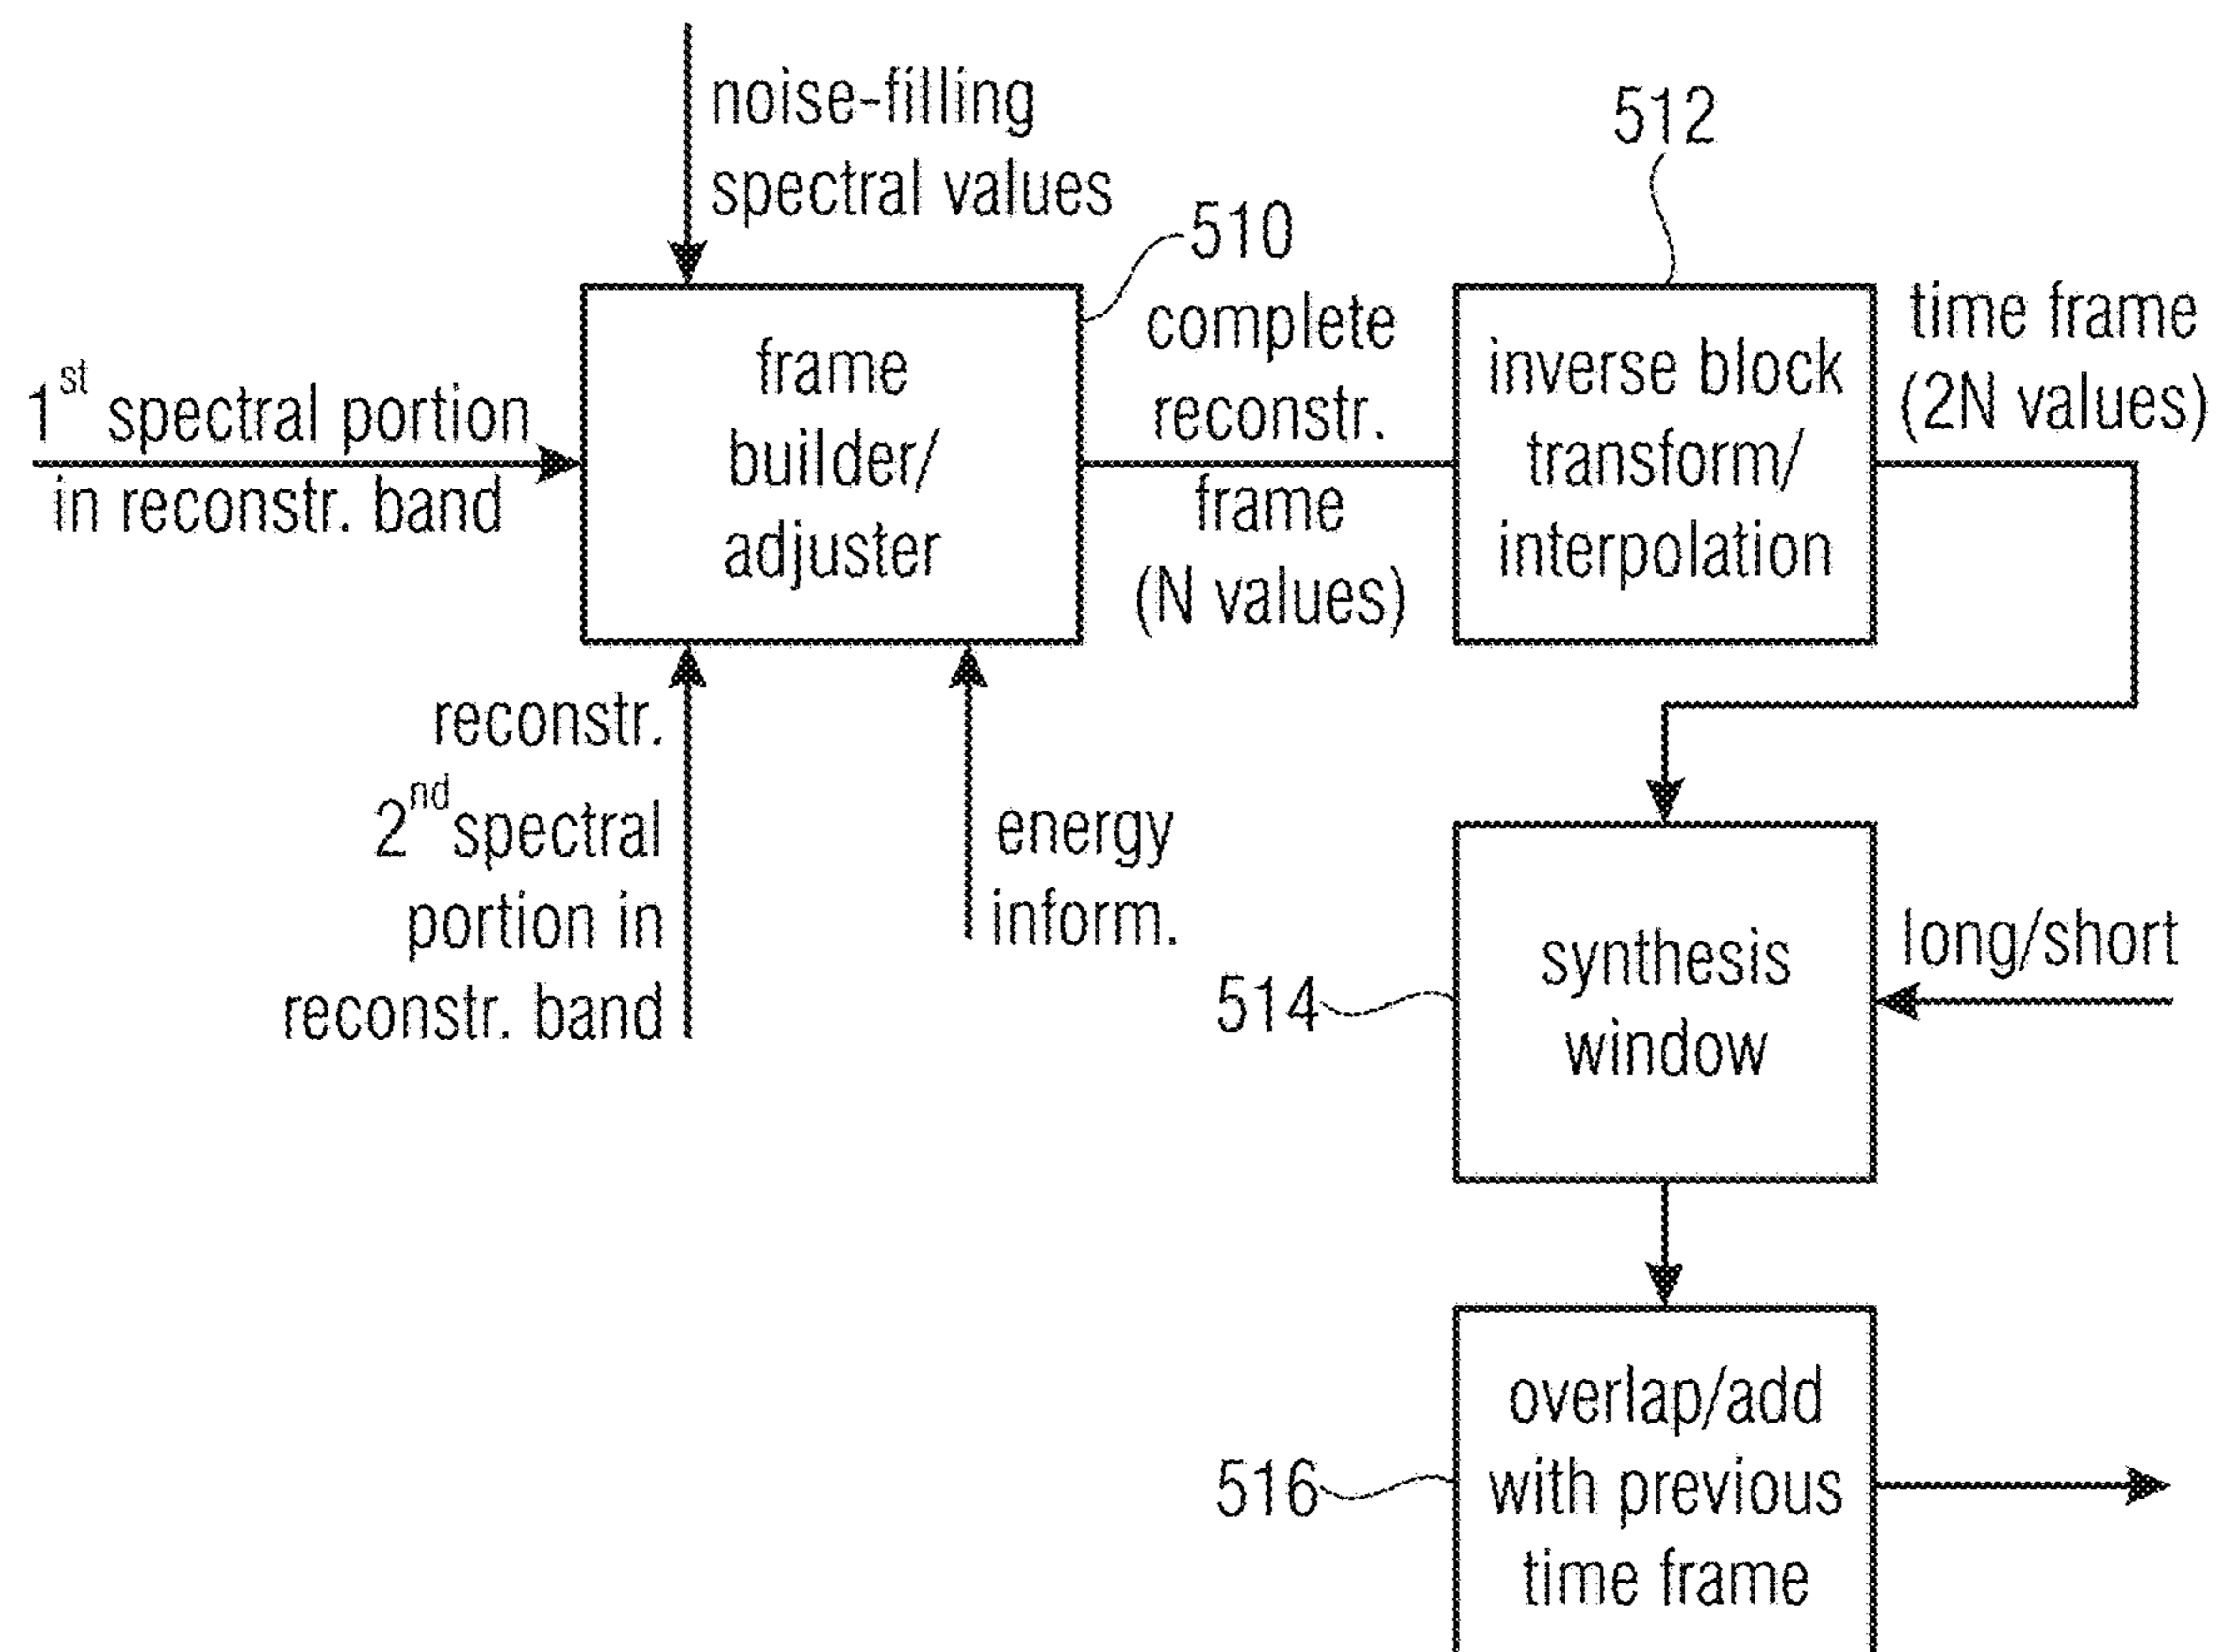 noise-filling
spectral values
512
510
1st spectral portion
in reconstr. band
frame
builder/
adjuster
complete
reconstr.
frame
(N values)
inverse block
transform/
interpolation
time frame
(2N values)
reconstr.
2nd spectral
portion in
reconstr. band
energy
inform.
514
synthesis
window
long/short
516
overlap/add
with previous
time frame